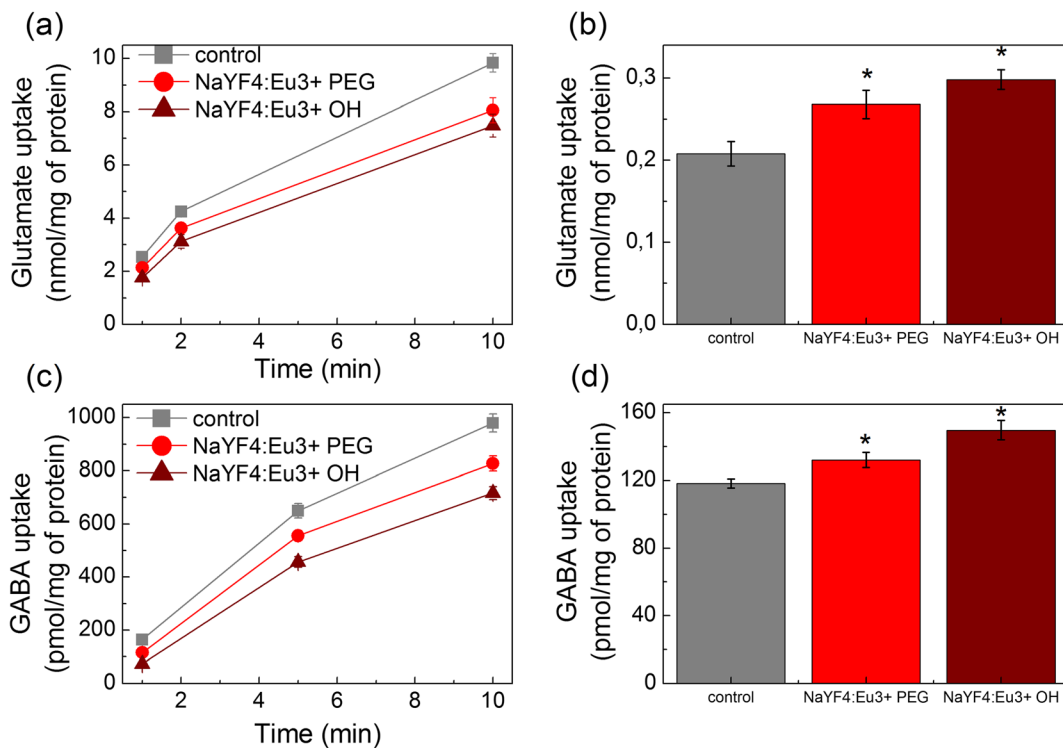 (a)
control
NaYF4:Eu3+ PEG
NaYF4:Eu3+ OH
Glutamate uptake
(nmol/mg of protein)
10
8
6
4
2
0
2
4
6
8
10
Time (min)
(b)
Glutamate uptake
(nmol/mg of protein)
0,3
0,2
0,1
0,0
*
*
control
NaYF4:Eu3+ PEG
NaYF4:Eu3+ OH
(c)
control
NaYF4:Eu3+ PEG
NaYF4:Eu3+ OH
GABA uptake
(pmol/mg of protein)
1000
800
600
400
200
0
2
4
6
8
10
Time (min)
(d)
GABA uptake
(pmol/mg of protein)
160
120
80
40
0
*
*
control
NaYF4:Eu3+ PEG
NaYF4:Eu3+ OH